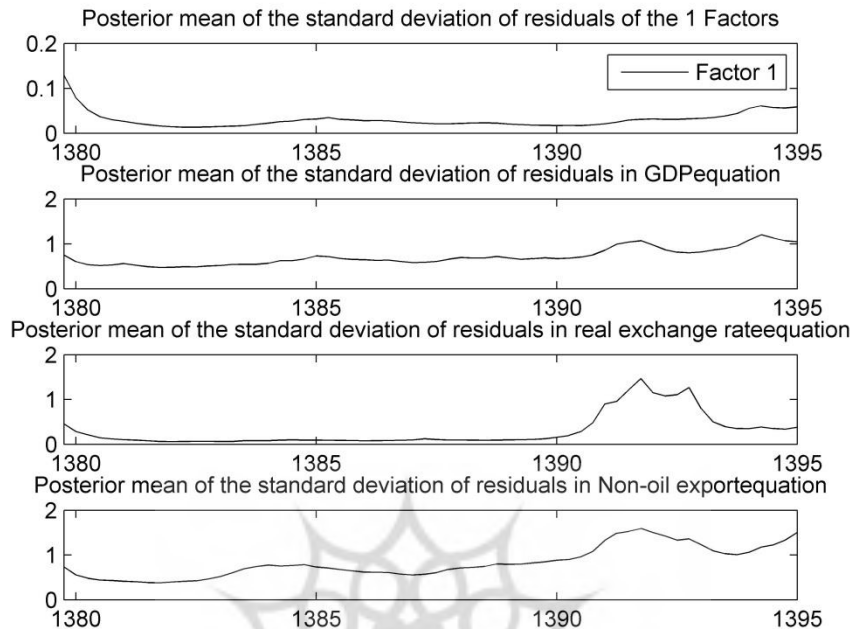 Posterior mean of the standard deviation of residuals of the 1 Factors
0.2
Factor 1
0.1
0
1380 1385 1390 1395
Posterior mean of the standard deviation of residuals in GDPequation
2
1
0
1380 1385 1390 1395
Posterior mean of the standard deviation of residuals in real exchange rateequation
2
1
0
1380 1385 1390 1395
Posterior mean of the standard deviation of residuals in Non-oil exportequation
2
1
0
1380 1385 1390 1395